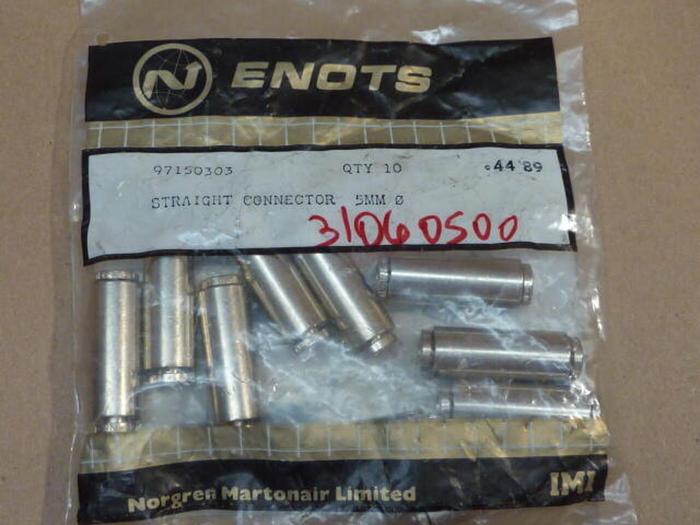 N ENOTS
97150303 QTY 10 .44 89
STRAIGHT CONNECTOR 5MM Ø
31060500
Norgren Martonair Limited IMI